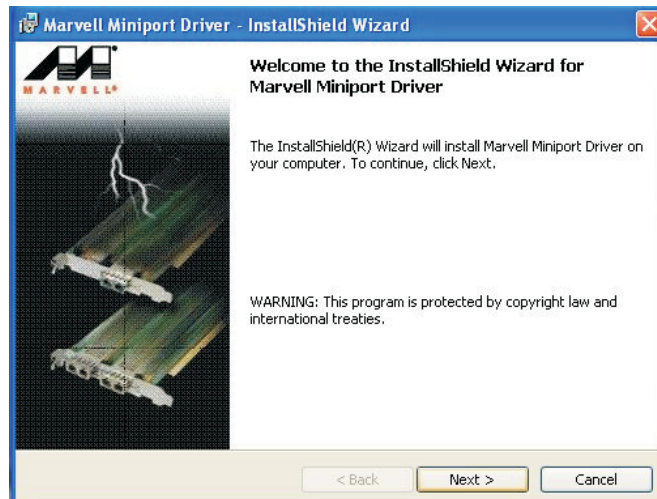 Marvell Miniport Driver - InstallShield Wizard
MARVELL®
Welcome to the InstallShield Wizard for
Marvell Miniport Driver
The InstallShield(R) Wizard will install Marvell Miniport Driver on
your computer. To continue, click Next.
WARNING: This program is protected by copyright law and
international treaties.
< Back
Next >
Cancel